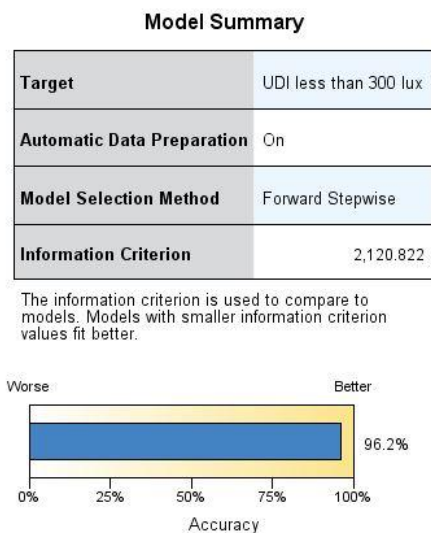 Model Summary
Target UDI less than 300 lux
Automatic Data Preparation On
Model Selection Method Forward Stepwise
Information Criterion 2,120.822
The information criterion is used to compare to
models. Models with smaller information criterion
values fit better.
Worse Better
96.2%
0% 25% 50% 75% 100%
Accuracy